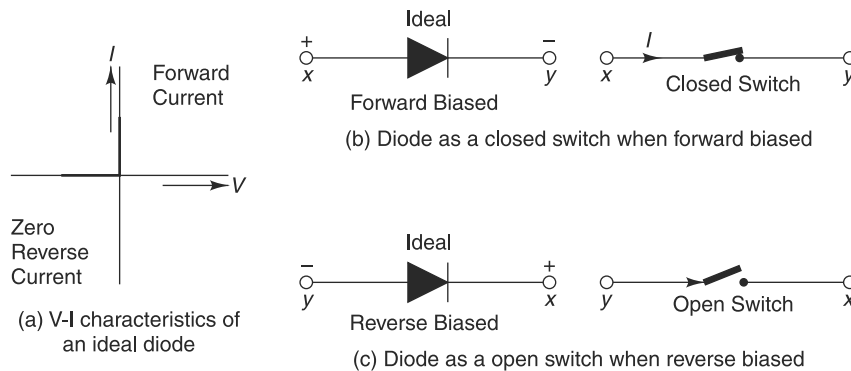 I
Forward
Current
V
Zero
Reverse
Current
(a) V-I characteristics of
an ideal diode
Ideal
+
–
x
y
Forward Biased
I
x
y
Closed Switch
(b) Diode as a closed switch when forward biased
Ideal
–
+
y
x
Reverse Biased
y
x
Open Switch
(c) Diode as a open switch when reverse biased